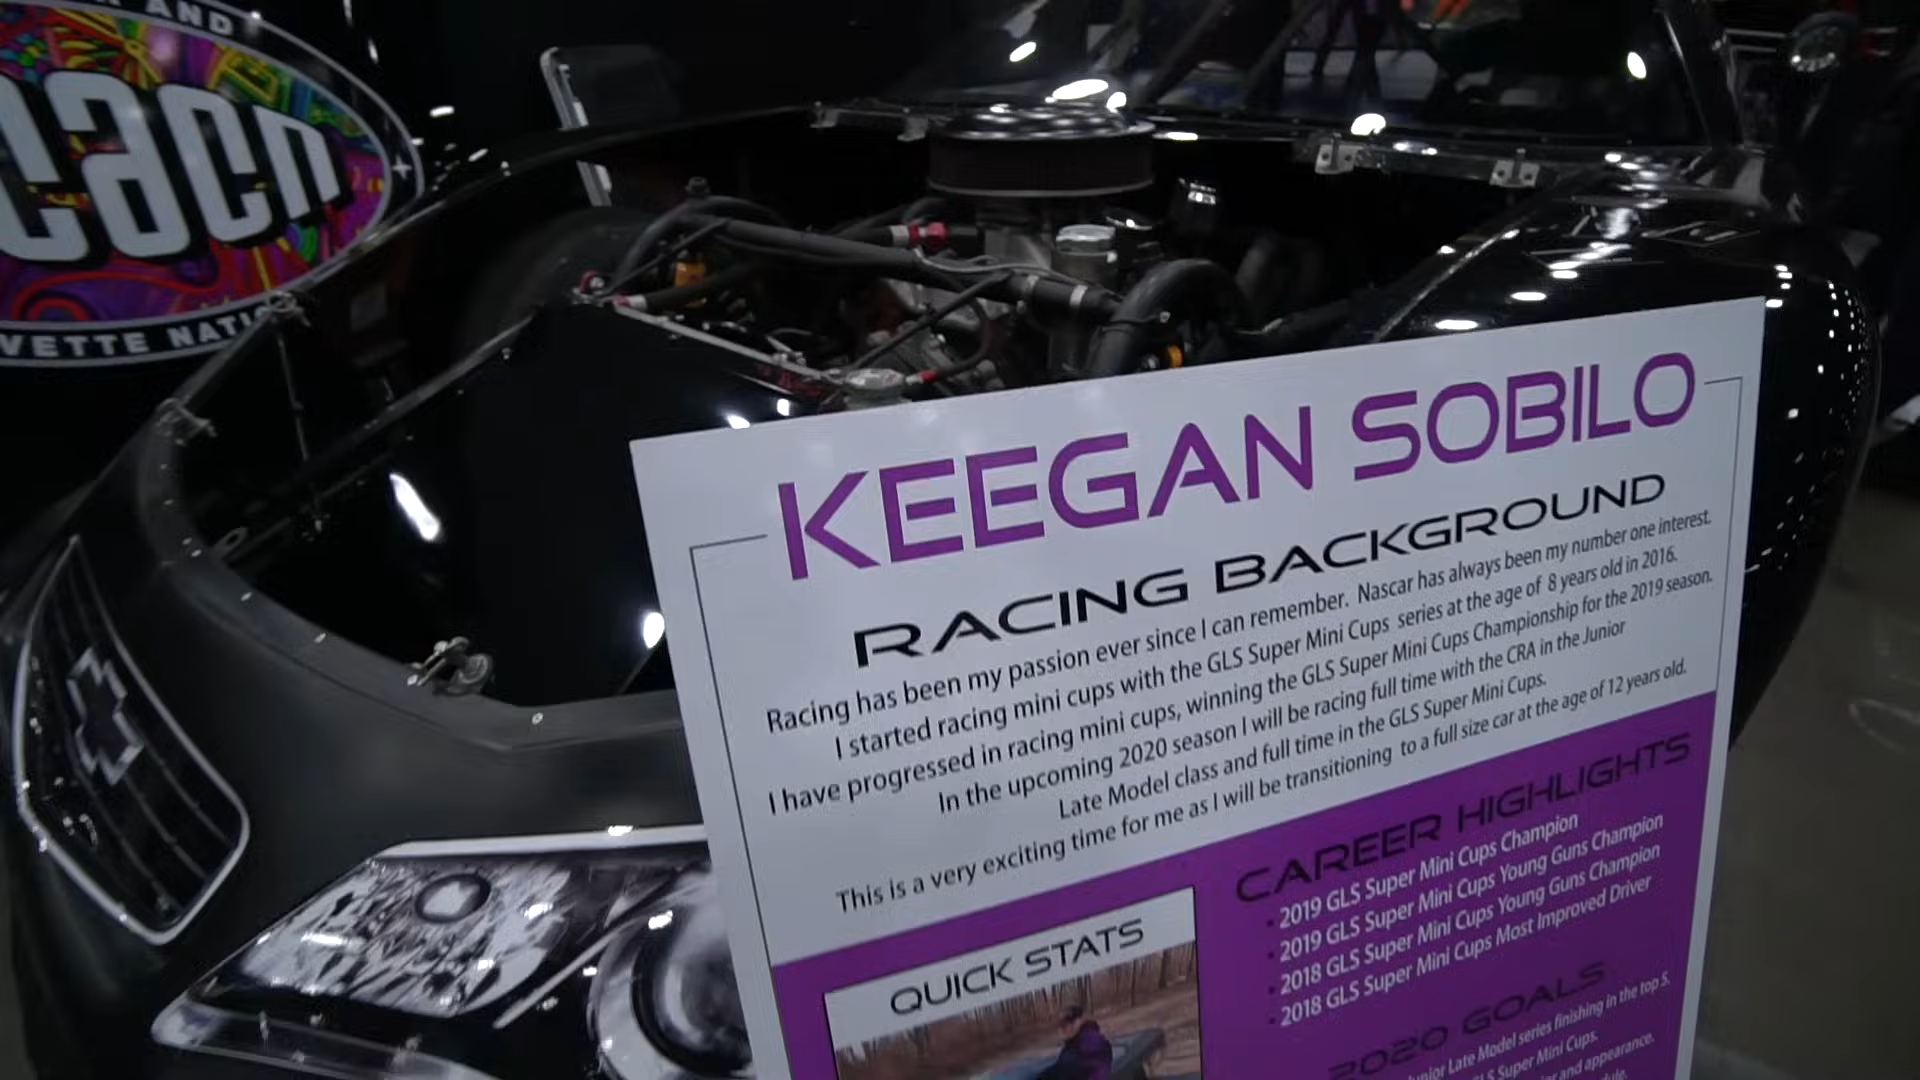 AND
VETTE NATI
KEEGAN SOBILO
RACING BACKGROUND
Racing has been my passion ever since I can remember. Nascar has always been my number one interest.
I started racing mini cups with the GLS Super Mini Cups series at the age of 8 years old in 2016.
I have progressed in racing mini cups, winning the GLS Super Mini Cups Championship for the 2019 season.
In the upcoming 2020 season I will be racing full time with the CRA in the Junior
Late Model class and full time in the GLS Super Mini Cups.
This is a very exciting time for me as I will be transitioning to a full size car at the age of 12 years old.
CAREER HIGHLIGHTS
· 2019 GLS Super Mini Cups Champion
· 2019 GLS Super Mini Cups Young Guns Champion
· 2018 GLS Super Mini Cups Young Guns Champion
· 2018 GLS Super Mini Cups Most Improved Driver
QUICK STATS
2020 GOALS
Late Model series finishing in the top 5.
Super Mini Cups.
and appearance.